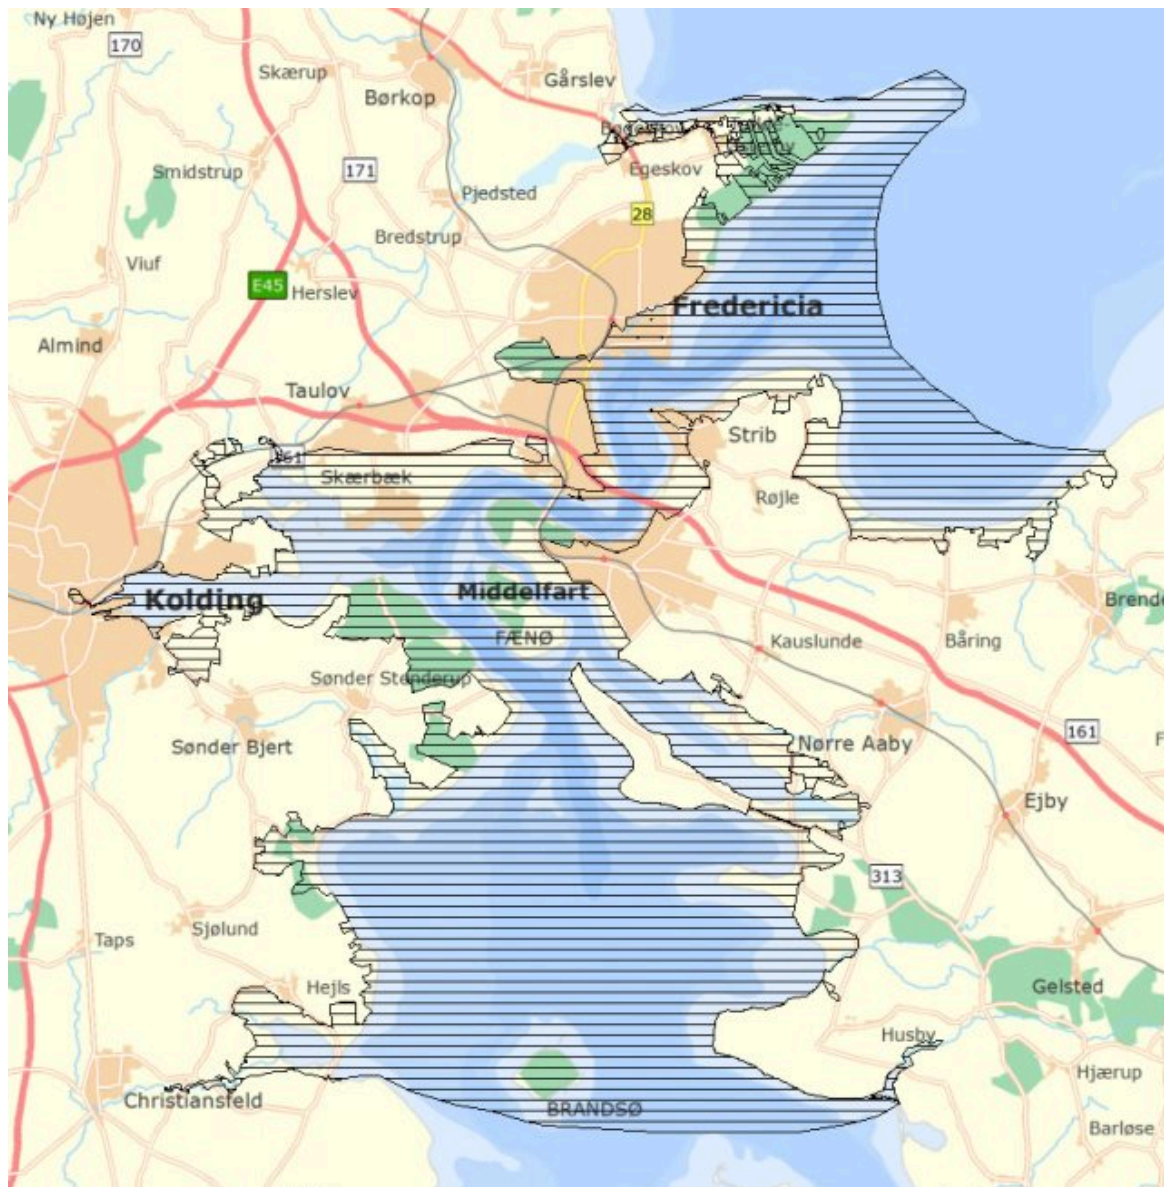 Ny Højen
170
Skærup
Gårslev
Børkop
Egeskov
Smidstrup
171
Pjedsted
28
Bredstrup
Viuf
E45
Herslev
Fredericia
Almind
Taulov
Strib
161
Skærbæk
Røjle
Kolding
Middelfart
Brende
FÆNØ
Kauslunde
Båring
Sønder Stenderup
161
Sønder Bjert
Nørre Aaby
F
Ejby
313
Sjølund
Taps
Hejls
Gelsted
Husby
Hjærup
Christiansfeld
BRANDSØ
Barløse